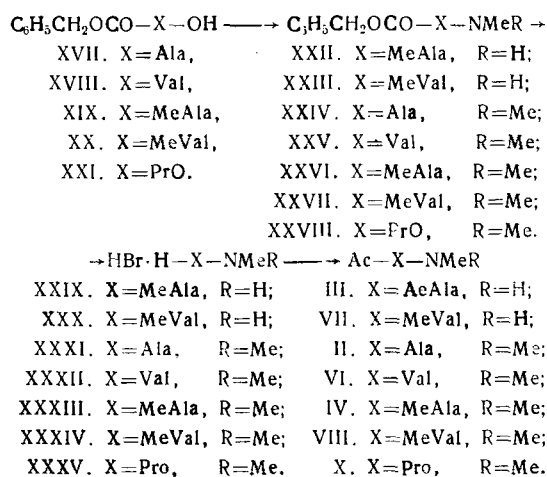 C₆H₅CH₂OCO—X—OH ⟶ C₅H₅CH₂OCO—X—NMeR →
XVII. X=Ala, XXII. X=MeAla, R=H;
XVIII. X=Val, XXIII. X=MeVal, R=H;
XIX. X=MeAla, XXIV. X=Ala, R=Me;
XX. X=MeVal, XXV. X=Val, R=Me;
XXI. X=PrO. XXVI. X=MeAla, R=Me;
XXVII. X=MeVal, R=Me;
XXVIII. X=PrO, R=Me.
→HBr·H—X—NMeR ⟶ Ac—X—NMeR
XXIX. X=MeAla, R=H; III. X=AcAla, R=H;
XXX. X=MeVal, R=H; VII. X=MeVal, R=H;
XXXI. X=Ala, R=Me; II. X=Ala, R=Me;
XXXII. X=Val, R=Me; VI. X=Val, R=Me;
XXXIII. X=MeAla, R=Me; IV. X=MeAla, R=Me;
XXXIV. X=MeVal, R=Me; VIII. X=MeVal, R=Me;
XXXV. X=Pro, R=Me. X. X=Pro, R=Me.